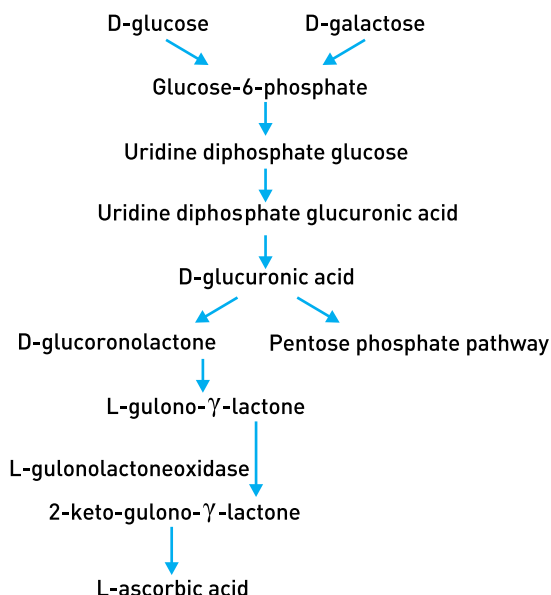 D-glucose D-galactose
Glucose-6-phosphate
Uridine diphosphate glucose
Uridine diphosphate glucuronic acid
D-glucuronic acid
D-glucoronolactone Pentose phosphate pathway
L-gulono-γ-lactone
L-gulonolactoneoxidase
2-keto-gulono-γ-lactone
L-ascorbic acid